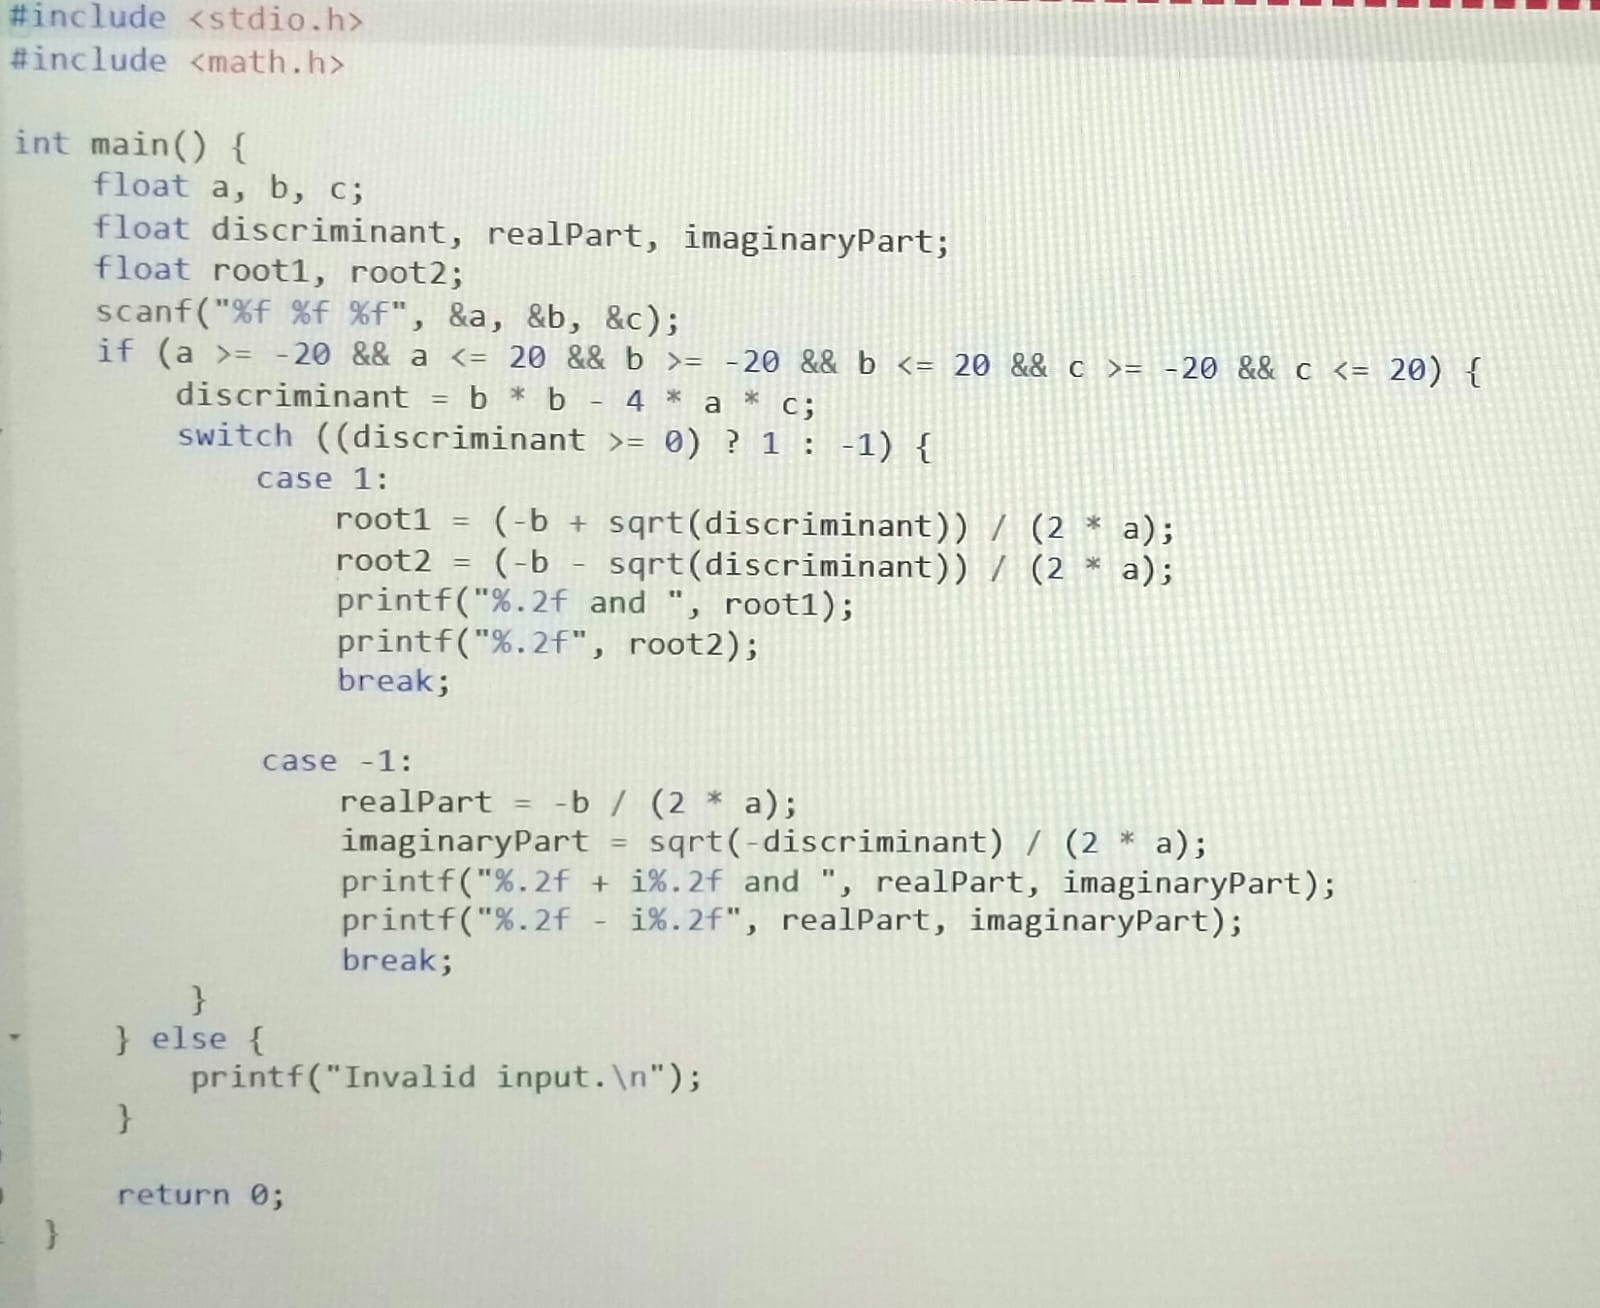 #include <stdio.h>
#include <math.h>
int main() {
    float a, b, c;
    float discriminant, realPart, imaginaryPart;
    float root1, root2;
    scanf("%f %f %f", &a, &b, &c);
    if (a >= -20 && a <= 20 && b >= -20 && b <= 20 && c >= -20 && c <= 20) {
        discriminant = b * b - 4 * a * c;
        switch ((discriminant >= 0) ? 1 : -1) {
            case 1:
                root1 = (-b + sqrt(discriminant)) / (2 * a);
                root2 = (-b - sqrt(discriminant)) / (2 * a);
                printf("%.2f and ", root1);
                printf("%.2f", root2);
                break;
            case -1:
                realPart = -b / (2 * a);
                imaginaryPart = sqrt(-discriminant) / (2 * a);
                printf("%.2f + i%.2f and ", realPart, imaginaryPart);
                printf("%.2f - i%.2f", realPart, imaginaryPart);
                break;
        }
    } else {
        printf("Invalid input.\n");
    }
    return 0;
}